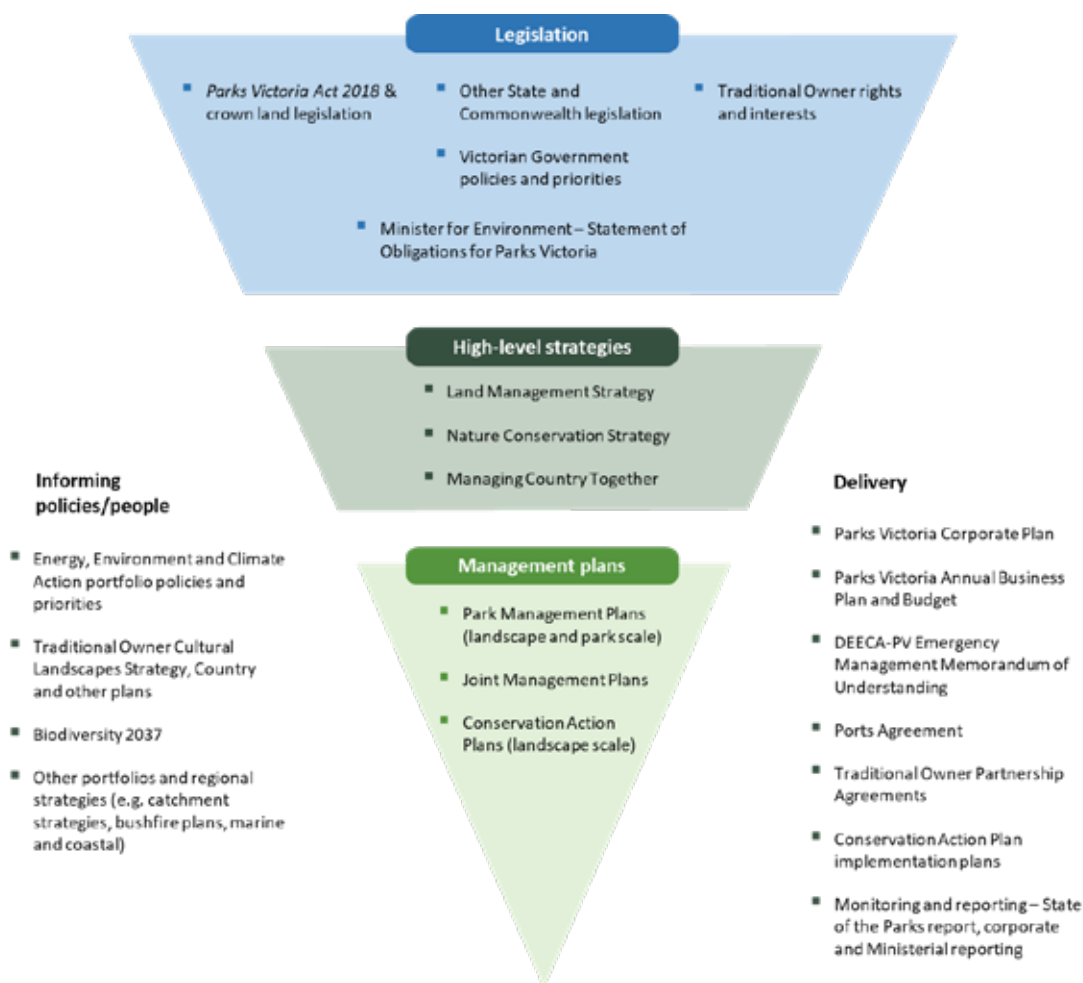 Legislation
▪ Parks Victoria Act 2018 &
crown land legislation
▪ Other State and
Commonwealth legislation
▪ Traditional Owner rights
and interests
▪ Victorian Government
policies and priorities
▪ Minister for Environment – Statement of
Obligations for Parks Victoria
High-level strategies
▪ Land Management Strategy
▪ Nature Conservation Strategy
▪ Managing Country Together
Informing
policies/people
▪ Energy, Environment and Climate
Action portfolio policies and
priorities
▪ Traditional Owner Cultural
Landscapes Strategy, Country
and other plans
▪ Biodiversity 2037
▪ Other portfolios and regional
strategies (e.g. catchment
strategies, bushfire plans, marine
and coastal)
Management plans
▪ Park Management Plans
(landscape and park scale)
▪ Joint Management Plans
▪ Conservation Action
Plans (landscape scale)
Delivery
▪ Parks Victoria Corporate Plan
▪ Parks Victoria Annual Business
Plan and Budget
▪ DEECA-PV Emergency
Management Memorandum of
Understanding
▪ Ports Agreement
▪ Traditional Owner Partnership
Agreements
▪ Conservation Action Plan
implementation plans
▪ Monitoring and reporting – State
of the Parks report, corporate
and Ministerial reporting